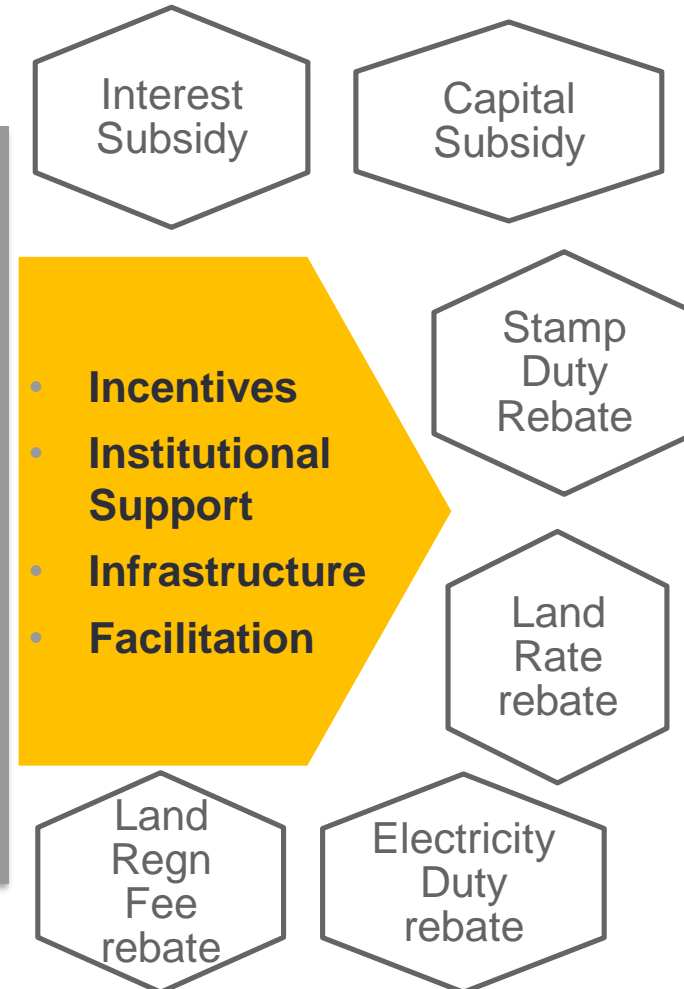 Interest
Subsidy
Capital
Subsidy
• Incentives
• Institutional
Support
• Infrastructure
• Facilitation
Stamp
Duty
Rebate
Land
Rate
rebate
Land
Regn
Fee
rebate
Electricity
Duty
rebate